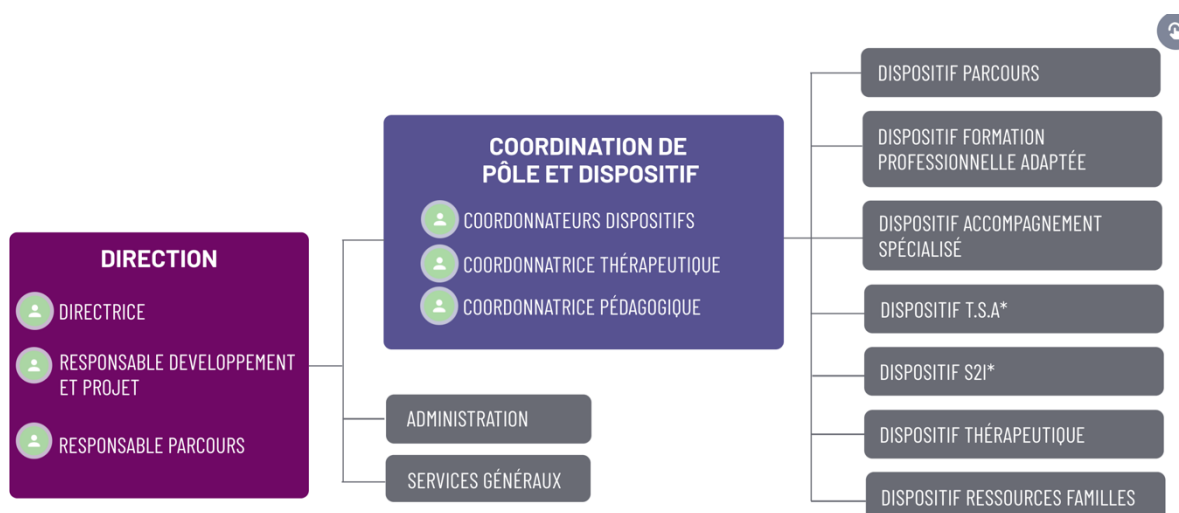 DIRECTION
DIRECTRICE
RESPONSABLE DEVELOPPEMENT
ET PROJET
RESPONSABLE PARCOURS
COORDINATION DE
PÔLE ET DISPOSITIF
COORDONNATEURS DISPOSITIFS
COORDONNATRICE THÉRAPEUTIQUE
COORDONNATRICE PÉDAGOGIQUE
ADMINISTRATION
SERVICES GÉNÉRAUX
DISPOSITIF PARCOURS
DISPOSITIF FORMATION
PROFESSIONNELLE ADAPTÉE
DISPOSITIF ACCOMPAGNEMENT
SPÉCIALISÉ
DISPOSITIF T.S.A*
DISPOSITIF S2I*
DISPOSITIF THÉRAPEUTIQUE
DISPOSITIF RESSOURCES FAMILLES